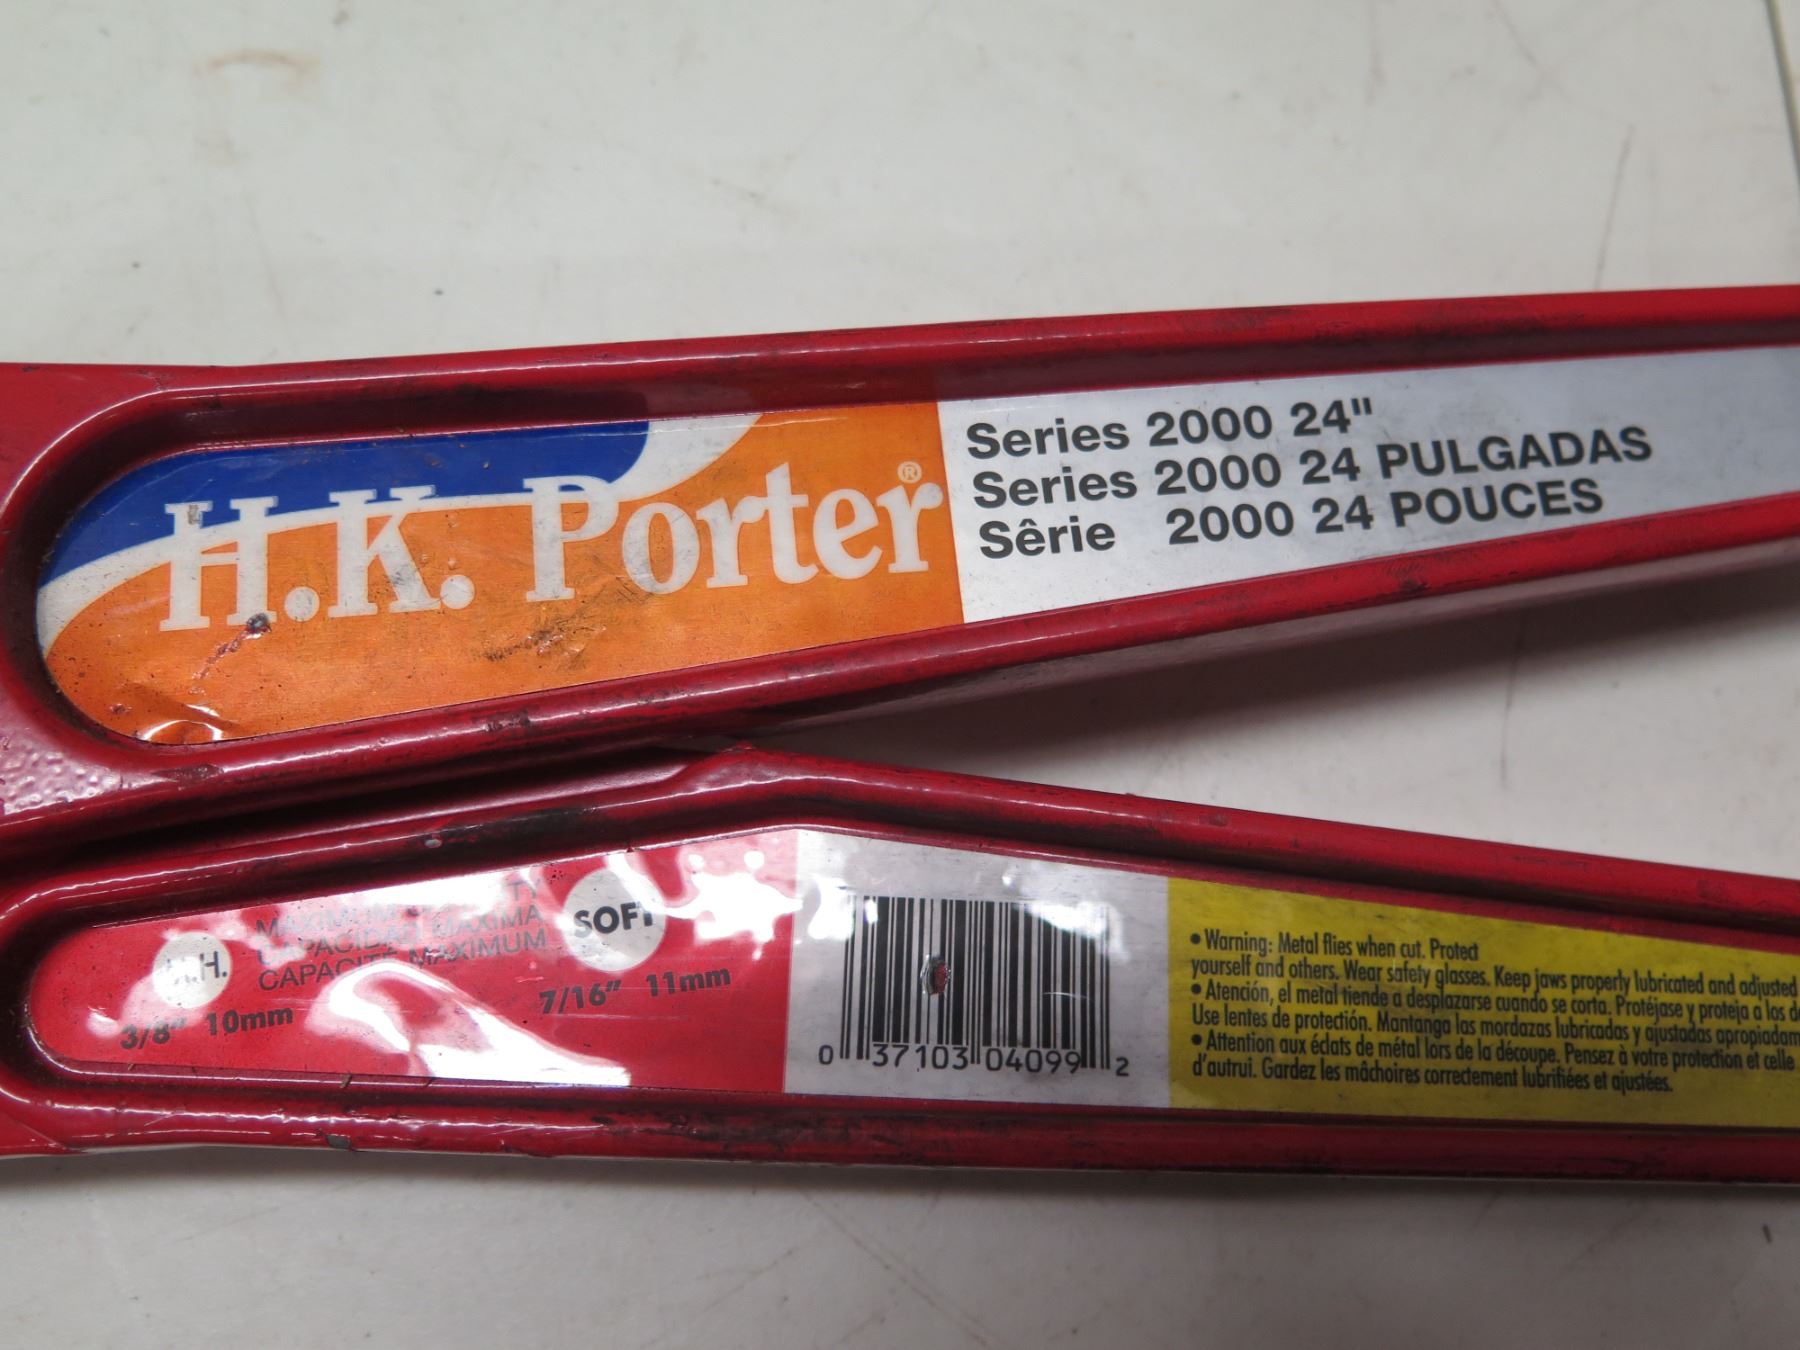 H.K. Porter®
Series 2000 24"
Series 2000 24 PULGADAS
Sêrie 2000 24 POUCES
MAXIMUM
CAPACIDAD MAXIMA
CAPACITÉ MAXIMUM
3/8" 10mm
SOFT
7/16" 11mm
0 37103 04099 2
• Warning: Metal flies when cut. Protect
yourself and others. Wear safety glasses. Keep jaws properly lubricated and adjusted
• Atención, el metal tiende a desplazarse cuando se corta. Protéjase y proteja a los
Use lentes de protección. Mantanga las mordazas lubricadas y ajustadas
• Attention aux éclats de métal lors de la découpe. Pensez à votre protection et celle
d'autrui. Gardez les mâchoires correctement lubrifiées et ajustées.